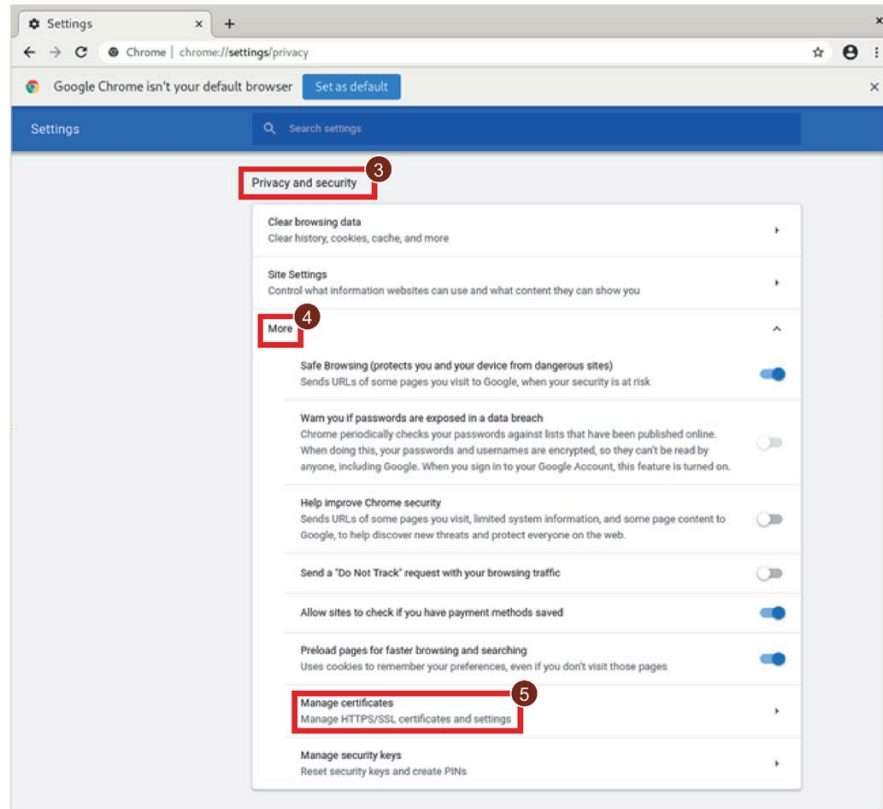 Settings
Chrome | chrome://settings/privacy
Google Chrome isn't your default browser Set as default
Settings Search settings
3
Privacy and security
Clear browsing data
Clear history, cookies, cache, and more
Site Settings
Control what information websites can use and what content they can show you
4
More
Safe Browsing (protects you and your device from dangerous sites)
Sends URLs of some pages you visit to Google, when your security is at risk
Warn you if passwords are exposed in a data breach
Chrome periodically checks your passwords against lists that have been published online.
When doing this, your passwords and usernames are encrypted, so they can't be read by
anyone, including Google. When you sign in to your Google Account, this feature is turned on.
Help improve Chrome security
Sends URLs of some pages you visit, limited system information, and some page content to
Google, to help discover new threats and protect everyone on the web.
Send a "Do Not Track" request with your browsing traffic
Allow sites to check if you have payment methods saved
Preload pages for faster browsing and searching
Uses cookies to remember your preferences, even if you don't visit those pages
5
Manage certificates
Manage HTTPS/SSL certificates and settings
Manage security keys
Reset security keys and create PINs